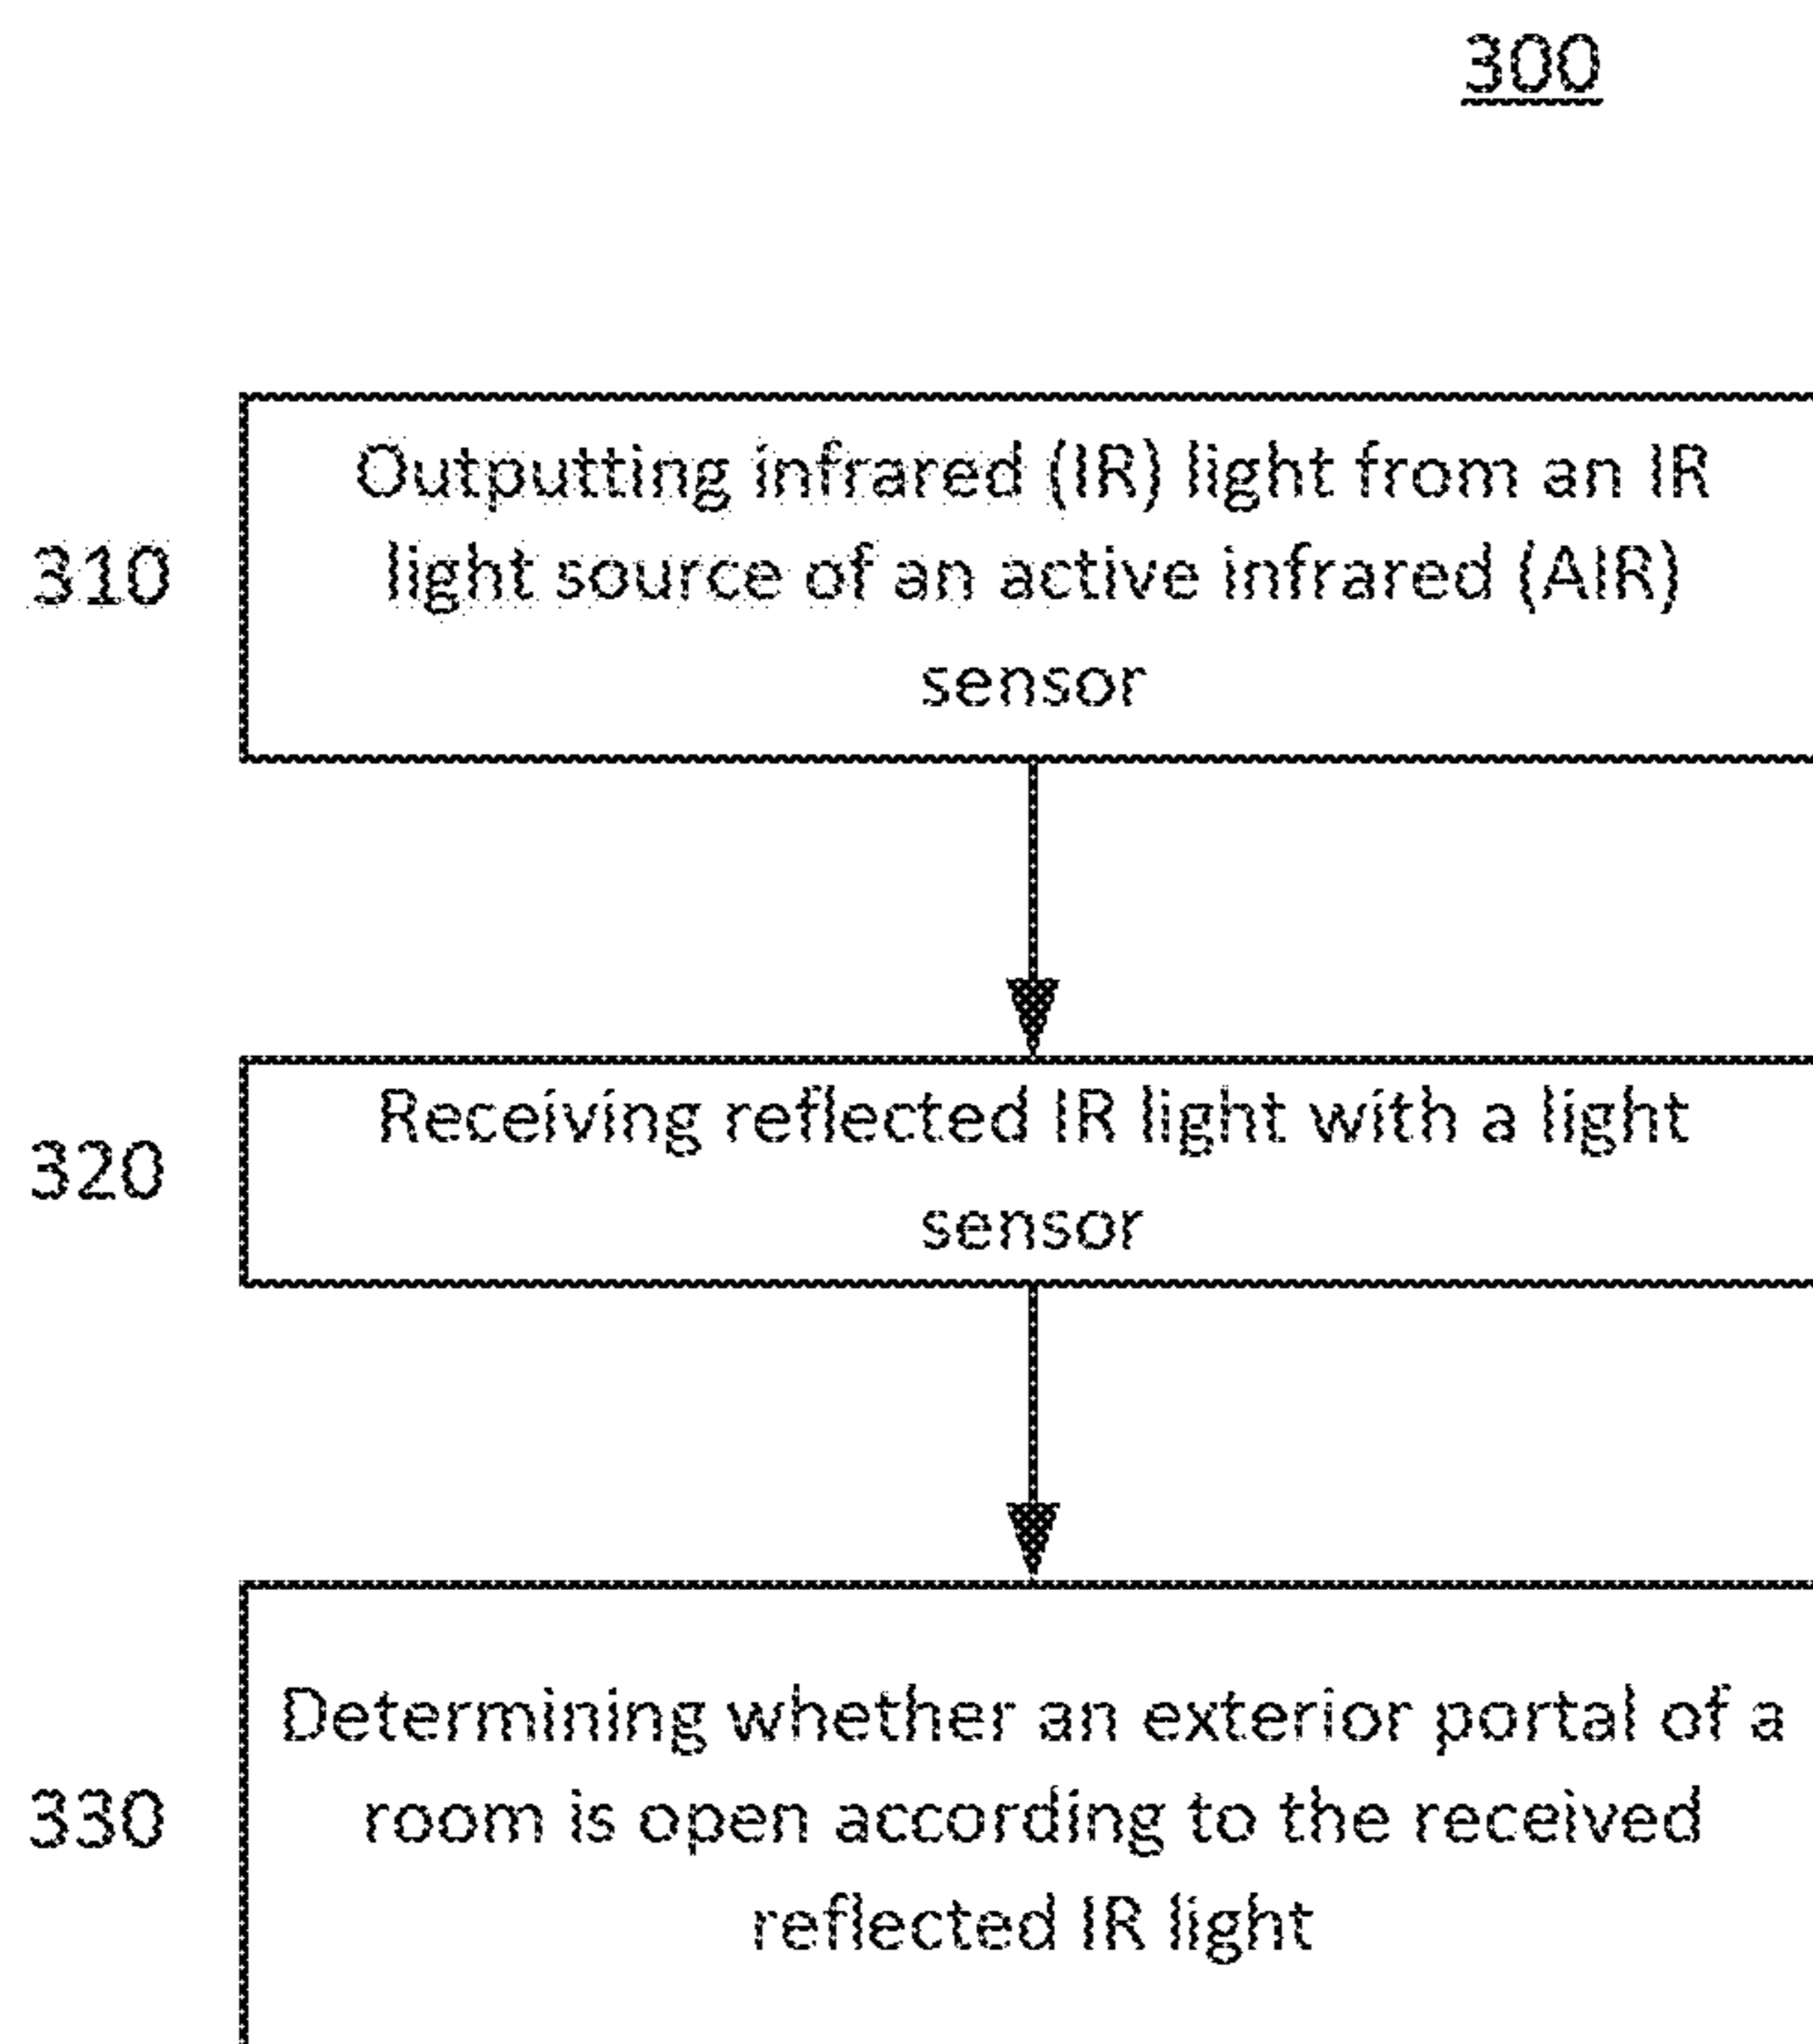 300
310
Outputting infrared (IR) light from an IR
light source of an active infrared (AIR)
sensor
320
Receiving reflected IR light with a light
sensor
330
Determining whether an exterior portal of a
room is open according to the received
reflected IR light